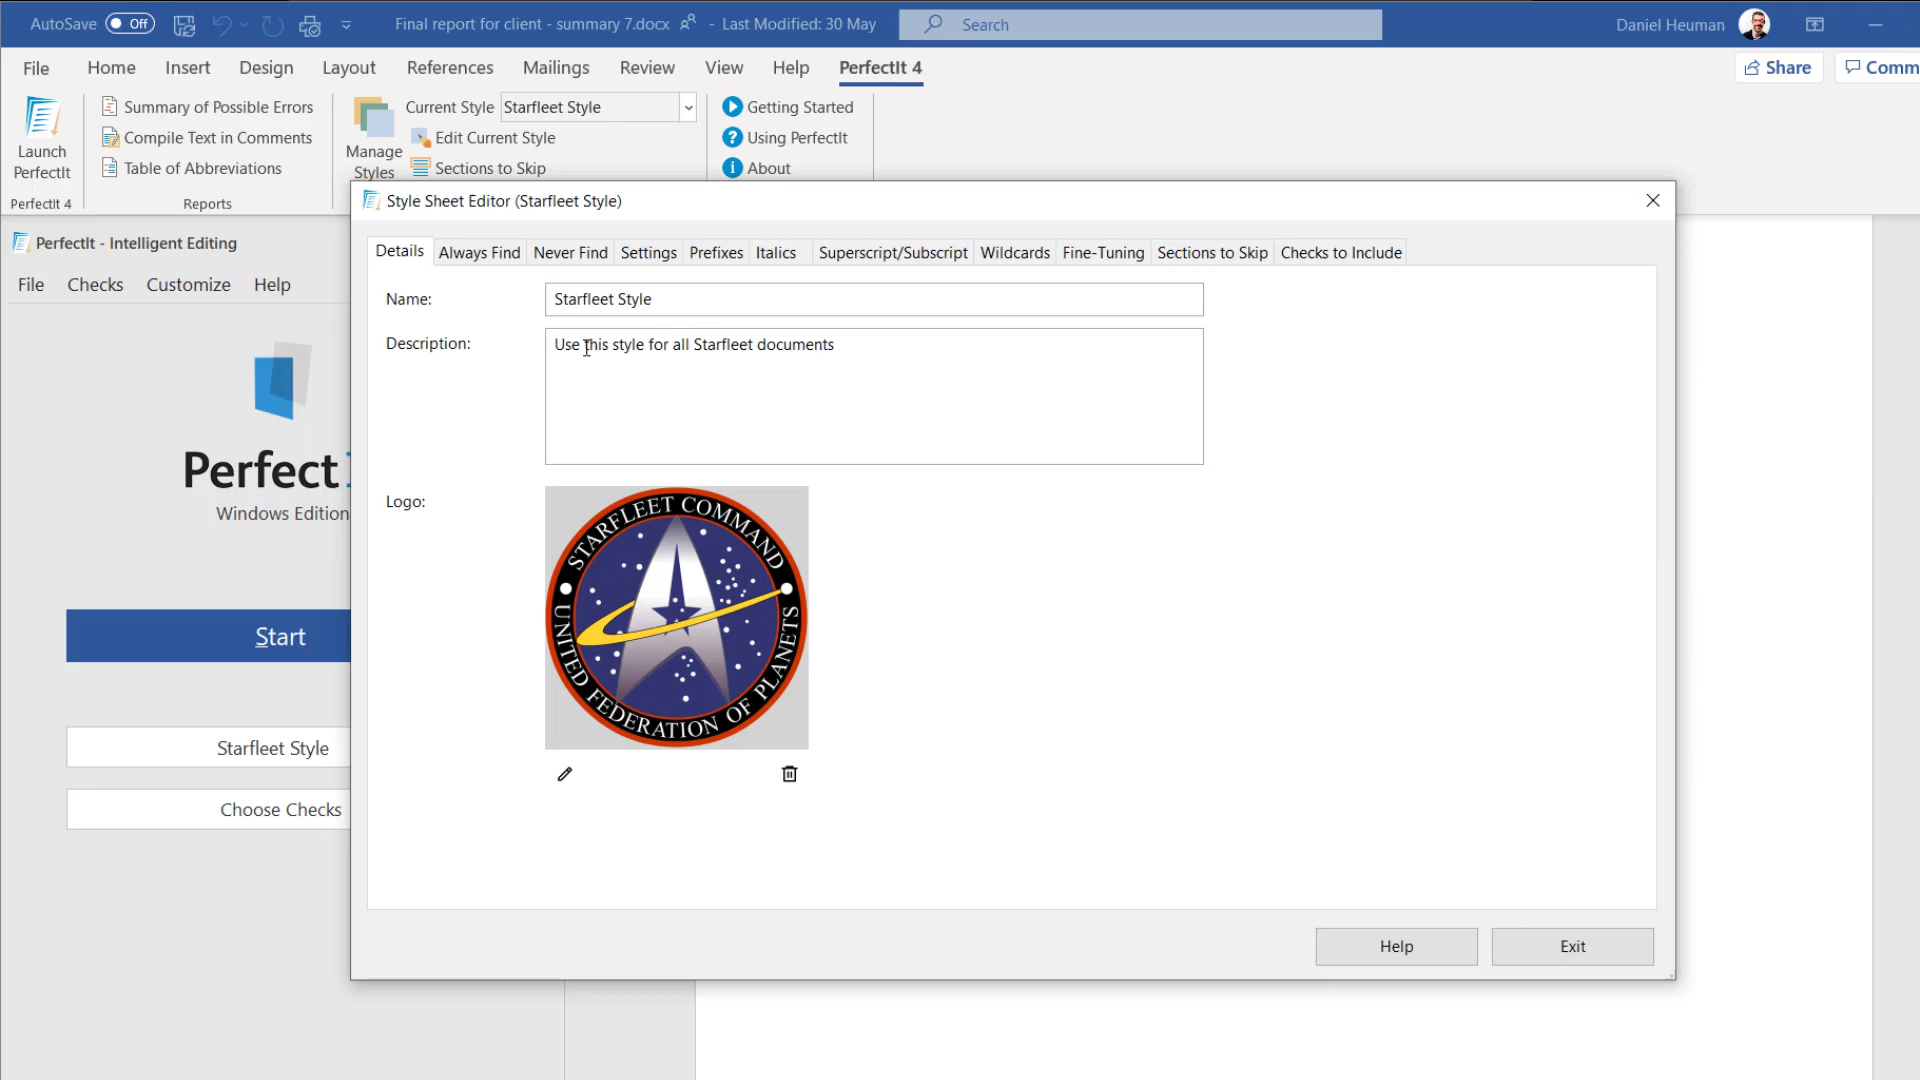 AutoSave Off Final report for client - summary 7.docx - Last Modified: 30 May Search Daniel Heuman
File Home Insert Design Layout References Mailings Review View Help PerfectIt 4 Share Comm
Summary of Possible Errors Current Style Starfleet Style Getting Started
Compile Text in Comments Edit Current Style Using PerfectIt
Launch PerfectIt Table of Abbreviations Manage Styles Sections to Skip About
PerfectIt 4 Reports
Style Sheet Editor (Starfleet Style)
PerfectIt - Intelligent Editing
Details Always Find Never Find Settings Prefixes Italics Superscript/Subscript Wildcards Fine-Tuning Sections to Skip Checks to Include
File Checks Customize Help
Name: Starfleet Style
Description: Use this style for all Starfleet documents
Perfect
Windows Edition
Logo:
STARFLEET COMMAND
UNITED FEDERATION OF PLANETS
Start
Starfleet Style
Choose Checks
Help Exit